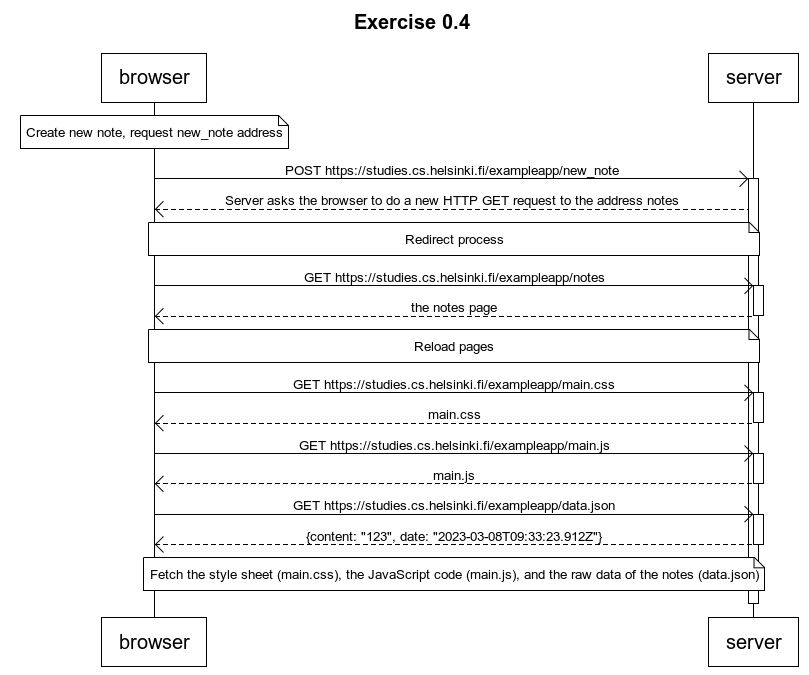 Exercise 0.4
browser
server
Create new note, request new_note address
POST https://studies.cs.helsinki.fi/exampleapp/new_note
Server asks the browser to do a new HTTP GET request to the address notes
Redirect process
GET https://studies.cs.helsinki.fi/exampleapp/notes
the notes page
Reload pages
GET https://studies.cs.helsinki.fi/exampleapp/main.css
main.css
GET https://studies.cs.helsinki.fi/exampleapp/main.js
main.js
GET https://studies.cs.helsinki.fi/exampleapp/data.json
{content: "123", date: "2023-03-08T09:33:23.912Z"}
Fetch the style sheet (main.css), the JavaScript code (main.js), and the raw data of the notes (data.json)
browser
server